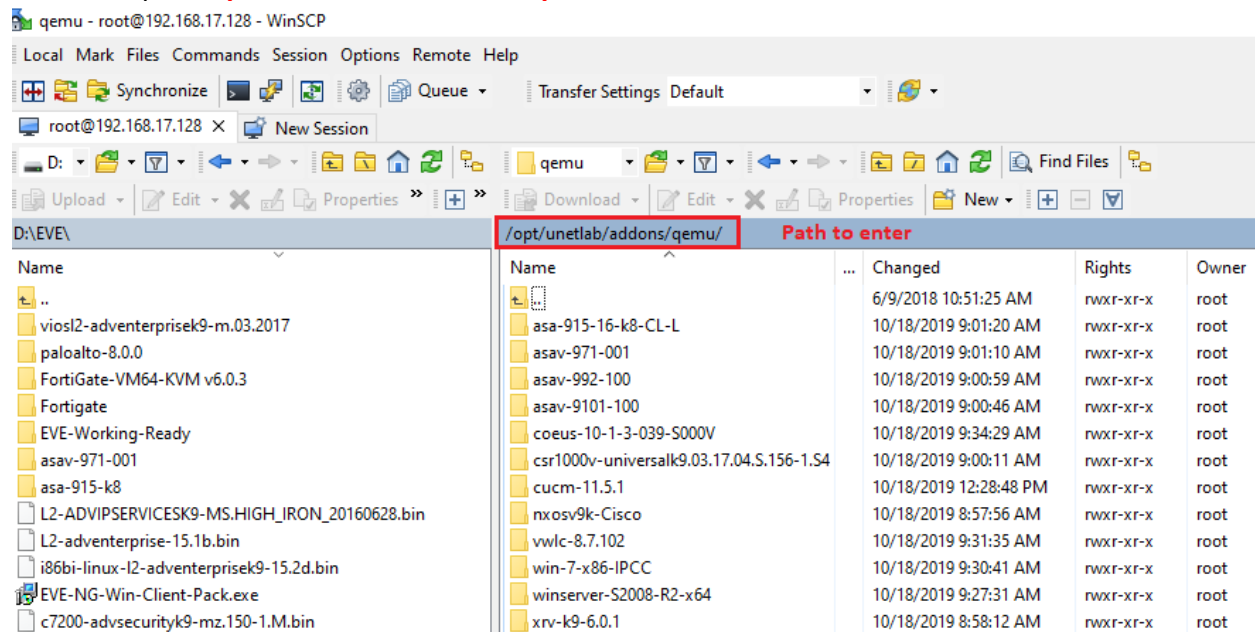 qemu - root@192.168.17.128 - WinSCP
Local Mark Files Commands Session Options Remote Help
Synchronize Queue Transfer Settings Default
root@192.168.17.128 × New Session
D: qemu Find Files
Upload Edit Properties » » Download Edit Properties New
D:\EVE\ /opt/unetlab/addons/qemu/ Path to enter
Name Name ... Changed Rights Owner
.. .. 6/9/2018 10:51:25 AM rwxr-xr-x root
viosl2-adventerprisek9-m.03.2017 asa-915-16-k8-CL-L 10/18/2019 9:01:20 AM rwxr-xr-x root
paloalto-8.0.0 asav-971-001 10/18/2019 9:01:10 AM rwxr-xr-x root
FortiGate-VM64-KVM v6.0.3 asav-992-100 10/18/2019 9:00:59 AM rwxr-xr-x root
Fortigate asav-9101-100 10/18/2019 9:00:46 AM rwxr-xr-x root
EVE-Working-Ready coeus-10-1-3-039-S000V 10/18/2019 9:34:29 AM rwxr-xr-x root
asav-971-001 csr1000v-universalk9.03.17.04.S.156-1.S4 10/18/2019 9:00:11 AM rwxr-xr-x root
asa-915-k8 cucm-11.5.1 10/18/2019 12:28:48 PM rwxr-xr-x root
L2-ADVIPSERVICESK9-MS.HIGH_IRON_20160628.bin nxosv9k-Cisco 10/18/2019 8:57:56 AM rwxr-xr-x root
L2-adventerprise-15.1b.bin vwlc-8.7.102 10/18/2019 9:31:35 AM rwxr-xr-x root
i86bi-linux-l2-adventerprisek9-15.2d.bin win-7-x86-IPCC 10/18/2019 9:30:41 AM rwxr-xr-x root
EVE-NG-Win-Client-Pack.exe winserver-S2008-R2-x64 10/18/2019 9:27:31 AM rwxr-xr-x root
c7200-advsecurityk9-mz.150-1.M.bin xrv-k9-6.0.1 10/18/2019 8:58:12 AM rwxr-xr-x root